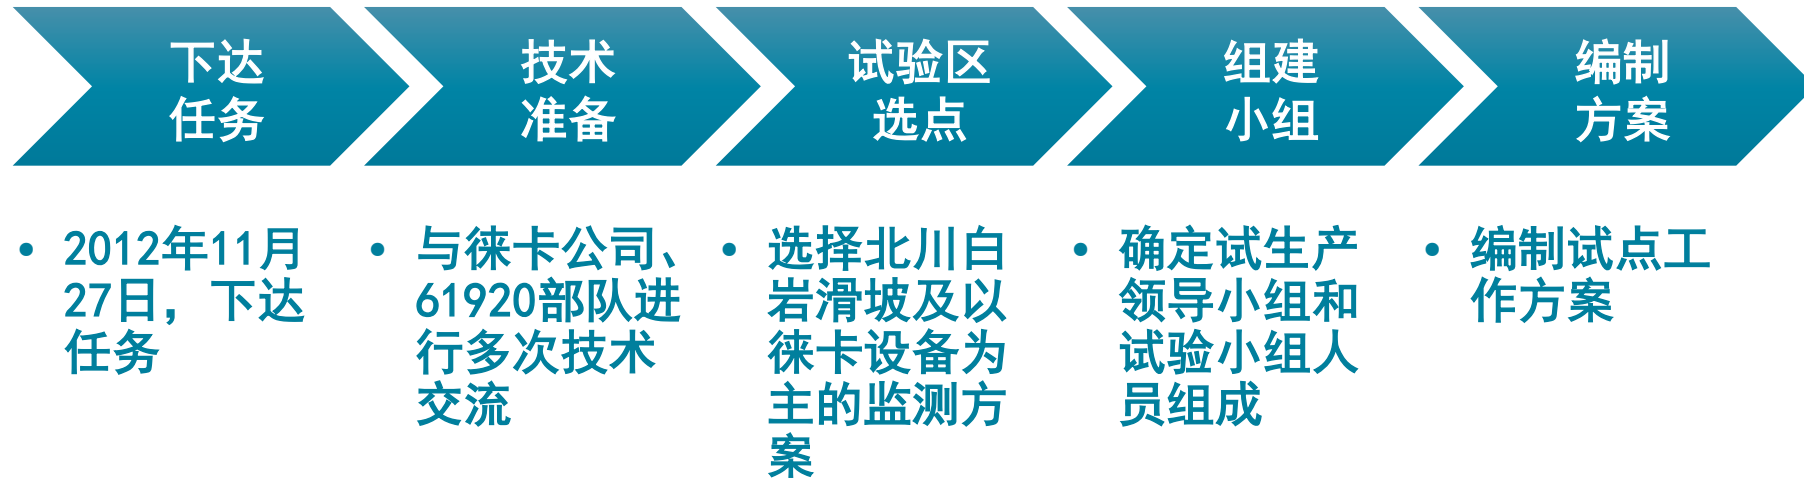 下达
任务
技术
准备
试验区
选点
组建
小组
编制
方案
• 2012年11月
27日，下达
任务
• 与徕卡公司、
61920部队进
行多次技术
交流
• 选择北川白
岩滑坡及以
徕卡设备为
主的监测方
案
• 确定试生产
领导小组和
试验小组人
员组成
• 编制试点工
作方案